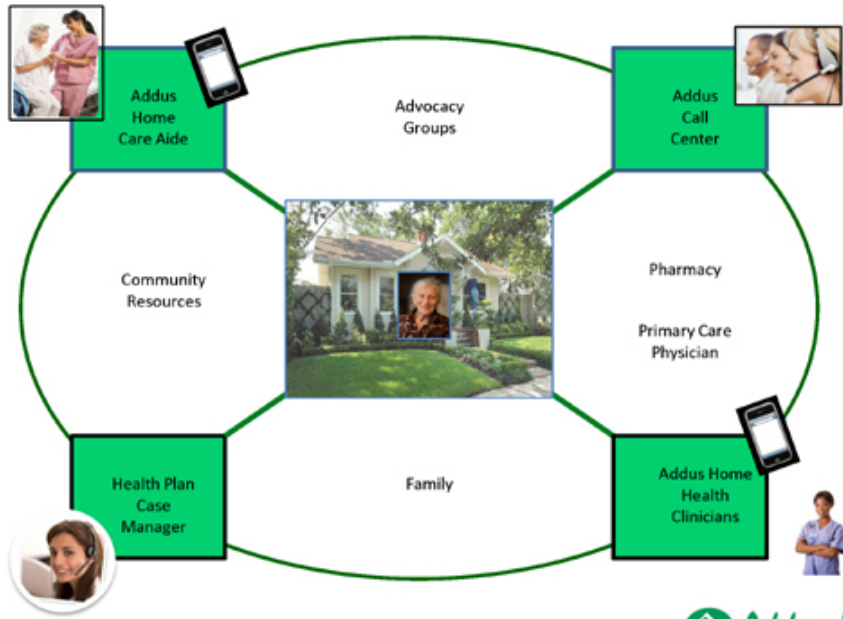 Addus
Home
Care Aide
Advocacy
Groups
Addus
Call
Center
Community
Resources
Pharmacy
Primary Care
Physician
Health Plan
Case
Manager
Family
Addus Home
Health
Clinicians